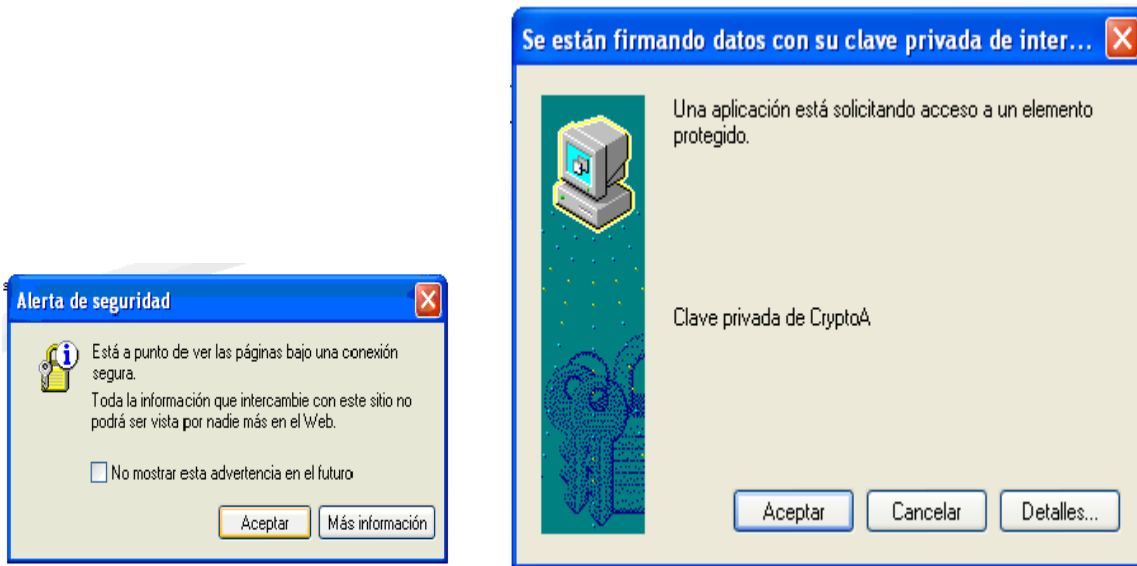 Alerta de seguridad
Está a punto de ver las páginas bajo una conexión
segura.
Toda la información que intercambie con este sitio no
podrá ser vista por nadie más en el Web.
No mostrar esta advertencia en el futuro
Aceptar
Más información
Se están firmando datos con su clave privada de inter...
Una aplicación está solicitando acceso a un elemento
protegido.
Clave privada de CryptoA
Aceptar
Cancelar
Detalles...